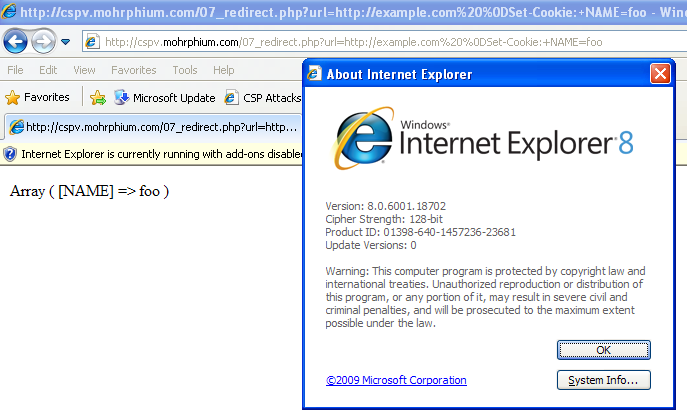 http://cspv.mohrphium.com/07_redirect.php?url=http://example.com%20%0DSet-Cookie:+NAME=foo - Win
http://cspv.mohrphium.com/07_redirect.php?url=http://example.com%20%0DSet-Cookie:+NAME=foo
File Edit View Favorites Tools Help
Favorites Microsoft Update CSP Attacks
http://cspv.mohrphium.com/07_redirect.php?url=htt...
Internet Explorer is currently running with add-ons disabled
Array ( [NAME] => foo )
About Internet Explorer
Windows®
Internet Explorer 8
Version: 8.0.6001.18702
Cipher Strength: 128-bit
Product ID: 01398-640-1457236-23681
Update Versions: 0
Warning: This computer program is protected by copyright law and
international treaties. Unauthorized reproduction or distribution of
this program, or any portion of it, may result in severe civil and
criminal penalties, and will be prosecuted to the maximum extent
possible under the law.
OK
©2009 Microsoft Corporation
System Info...